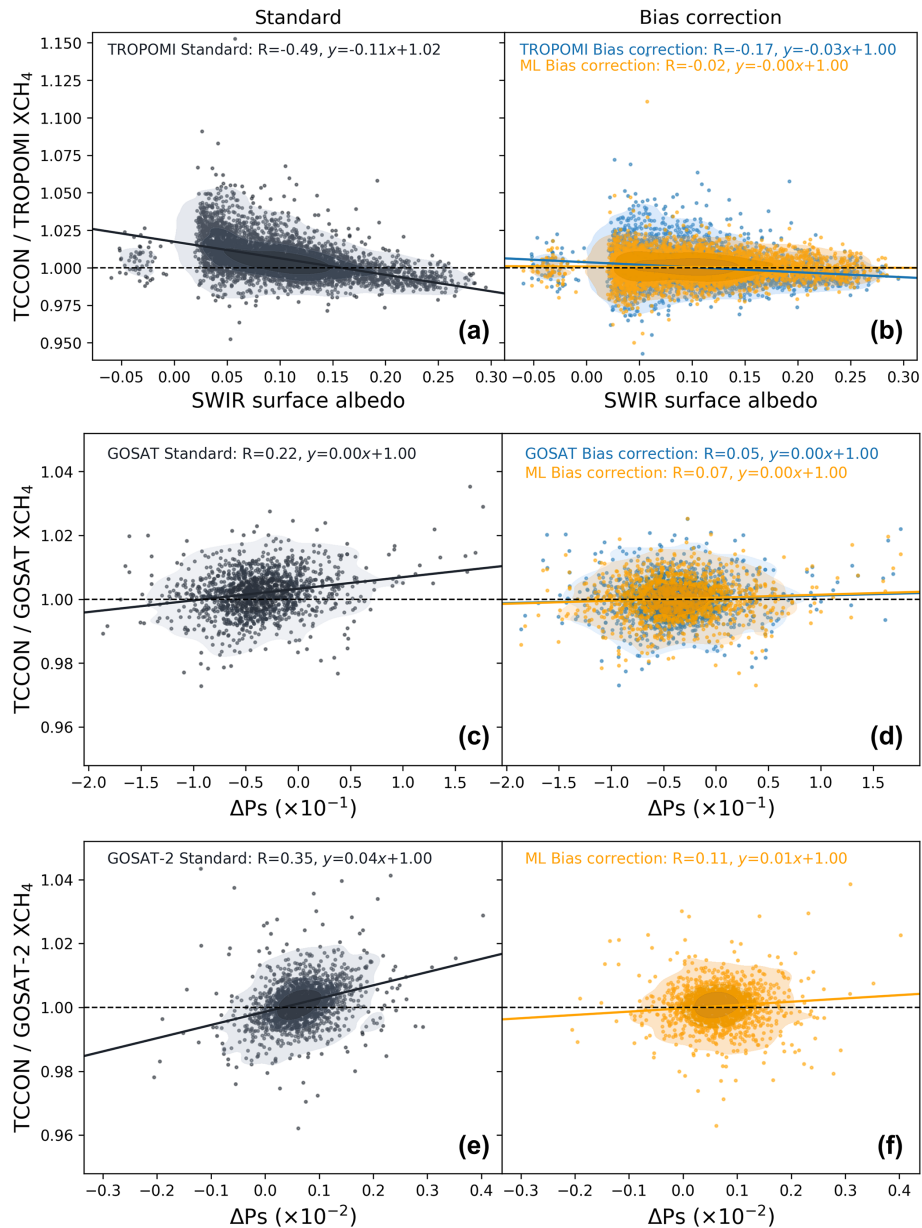 Standard
Bias correction
TROPOMI Standard: R=-0.49, y=-0.11x+1.02
TROPOMI Bias correction: R=-0.17, y=-0.03x+1.00
ML Bias correction: R=-0.02, y=-0.00x+1.00
TCCON / TROPOMI XCH₄
1.150
1.125
1.100
1.075
1.050
1.025
1.000
0.975
0.950
(a)
(b)
−0.05 0.00 0.05 0.10 0.15 0.20 0.25 0.30
−0.05 0.00 0.05 0.10 0.15 0.20 0.25 0.30
SWIR surface albedo
SWIR surface albedo
GOSAT Standard: R=0.22, y=0.00x+1.00
GOSAT Bias correction: R=0.05, y=0.00x+1.00
ML Bias correction: R=0.07, y=0.00x+1.00
TCCON / GOSAT XCH₄
1.04
1.02
1.00
0.98
0.96
(c)
(d)
−2.0 −1.5 −1.0 −0.5 0.0 0.5 1.0 1.5
−2.0 −1.5 −1.0 −0.5 0.0 0.5 1.0 1.5
ΔPs (×10⁻¹)
ΔPs (×10⁻¹)
GOSAT-2 Standard: R=0.35, y=0.04x+1.00
ML Bias correction: R=0.11, y=0.01x+1.00
TCCON / GOSAT-2 XCH₄
1.04
1.02
1.00
0.98
0.96
(e)
(f)
−0.3 −0.2 −0.1 0.0 0.1 0.2 0.3 0.4
−0.3 −0.2 −0.1 0.0 0.1 0.2 0.3 0.4
ΔPs (×10⁻²)
ΔPs (×10⁻²)